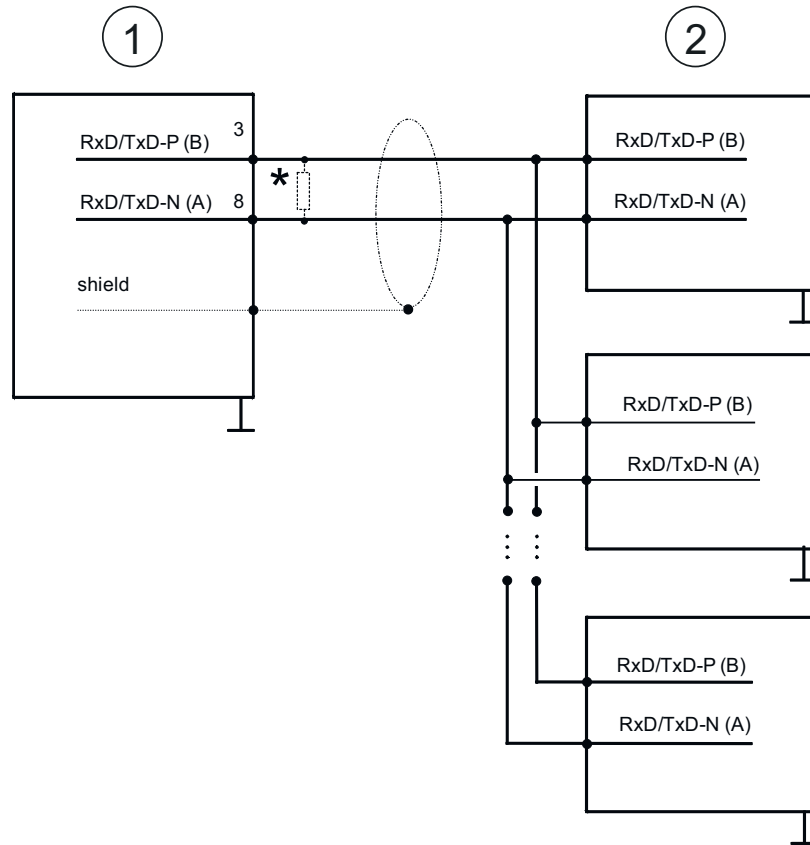 1
2
RxD/TxD-P (B) 3
RxD/TxD-N (A) 8
shield
*
RxD/TxD-P (B)
RxD/TxD-N (A)
RxD/TxD-P (B)
RxD/TxD-N (A)
RxD/TxD-P (B)
RxD/TxD-N (A)